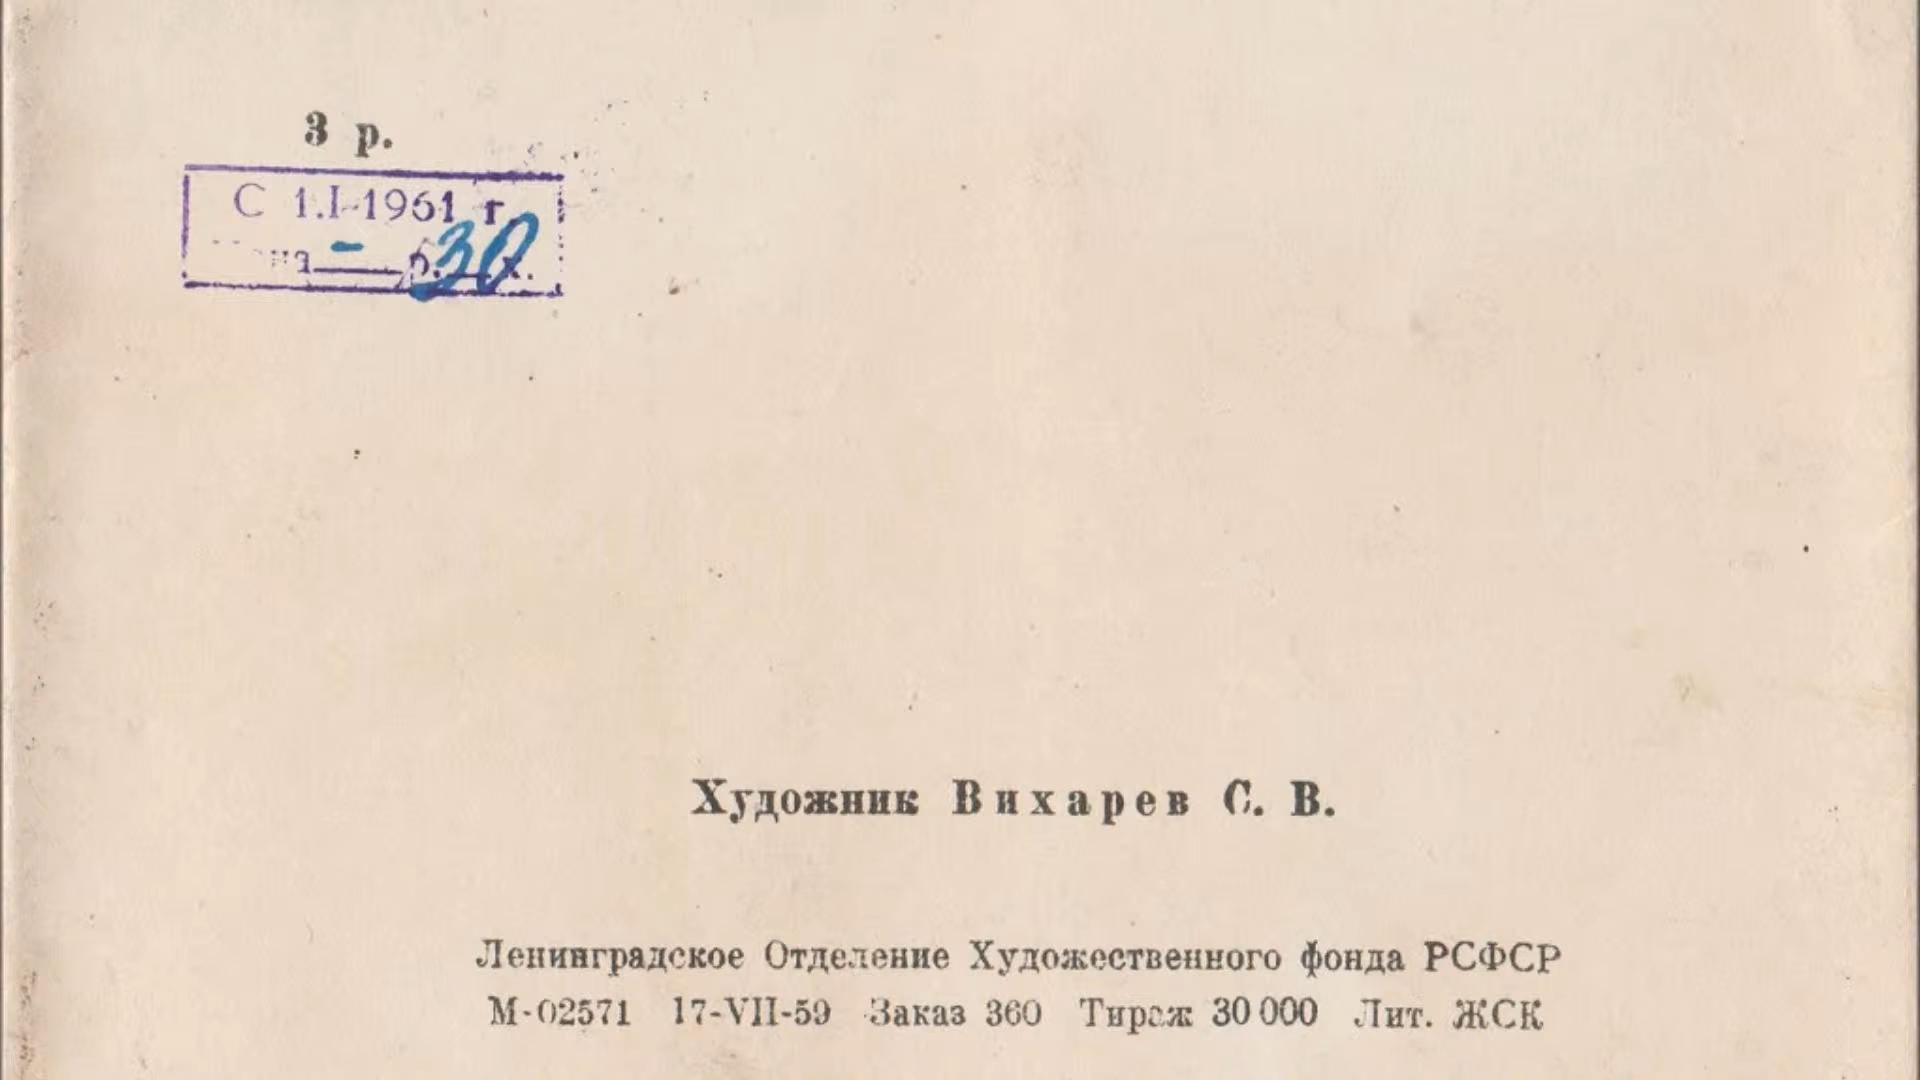 3 р.
С 1.I-1961 г.
- р. 30 к.
Художник Вихарев С. В.
Ленинградское Отделение Художественного фонда РСФСР
М-02571 17-VII-59 Заказ 360 Тираж 30 000 Лит. ЖСК